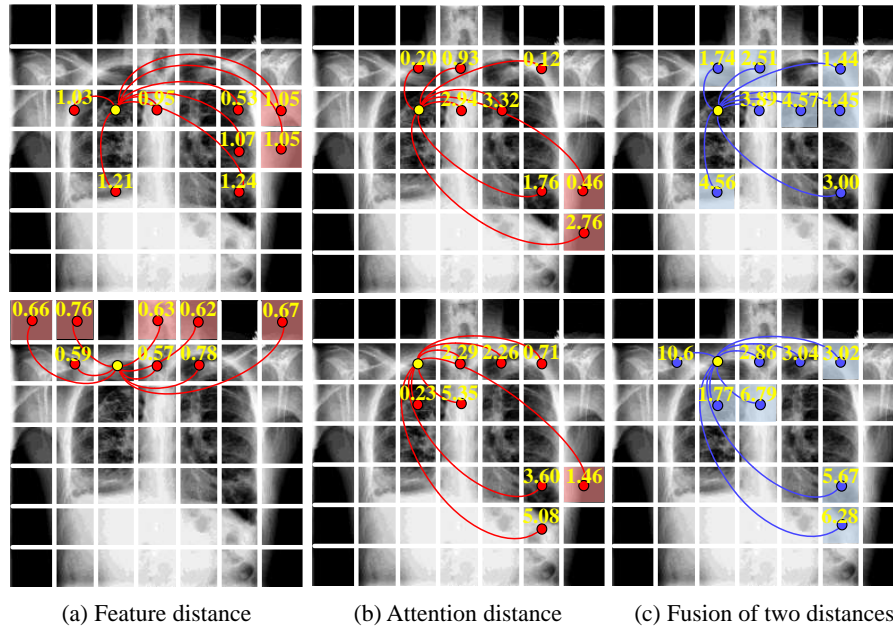 0.20 0.93 0.12 1.74 2.51 1.44
1.03 0.95 0.53 1.05 2.94 3.32 3.89 4.57 4.45
1.07 1.05
1.21 1.24 1.76 0.46 4.56 3.00
2.76
0.66 0.76 0.63 0.62 0.67
0.59 0.57 0.78 2.29 2.26 0.71 10.6 2.86 3.04 3.02
0.23 5.35 1.77 6.79
3.60 1.46 5.67
5.08 6.28
(a) Feature distance (b) Attention distance (c) Fusion of two distances